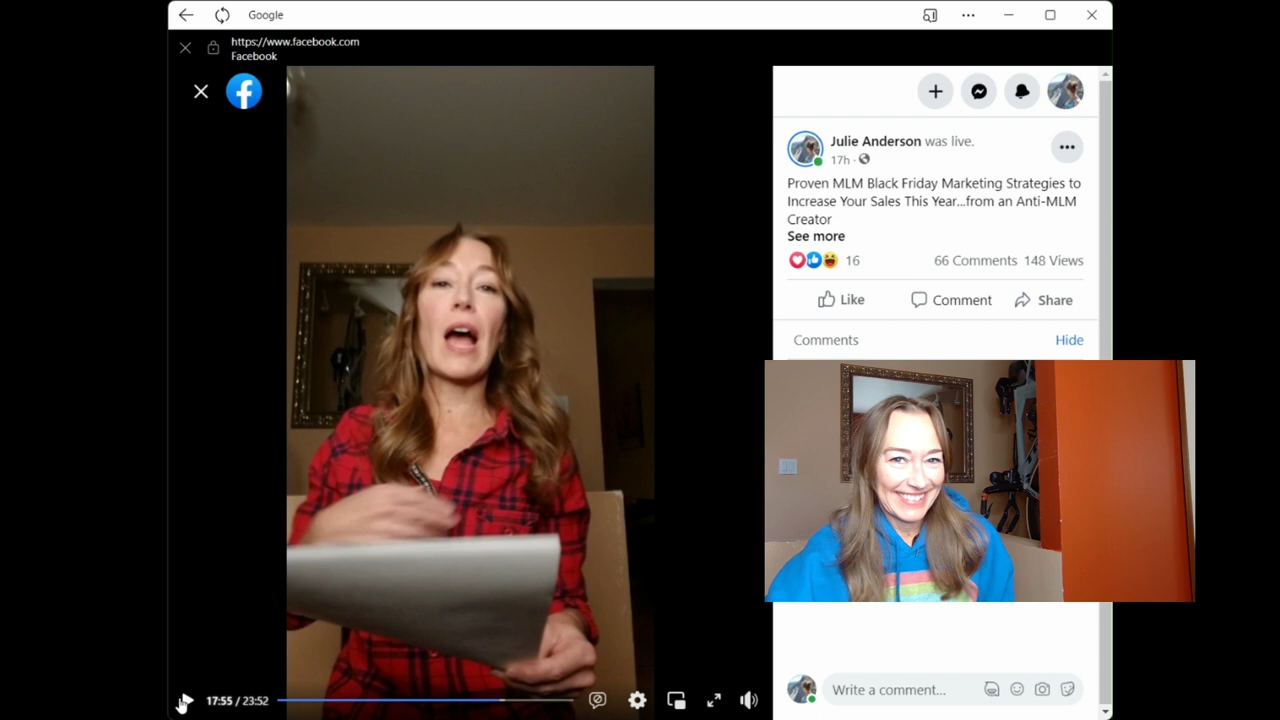 Google
https://www.facebook.com
Facebook
Julie Anderson was live.
17h ·
Proven MLM Black Friday Marketing Strategies to
Increase Your Sales This Year...from an Anti-MLM
Creator
See more
16
66 Comments 148 Views
Like
Comment
Share
Comments
Hide
17:55 / 23:52
Write a comment...